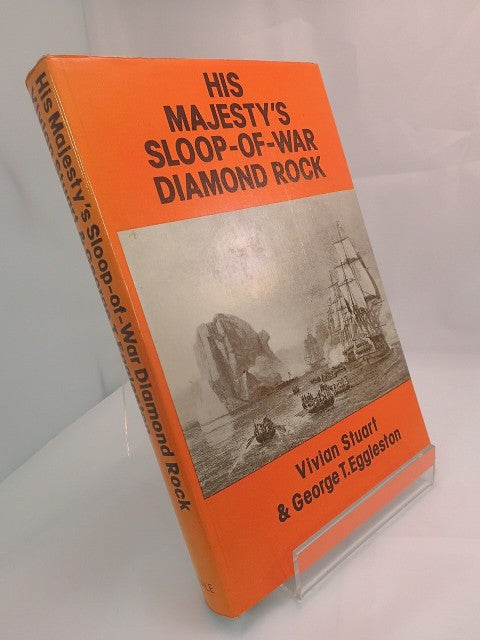 HIS
MAJESTY'S
SLOOP-OF-WAR
DIAMOND ROCK
Vivian Stuart
& George T. Eggleston
His Majesty's Sloop-of-War Diamond Rock